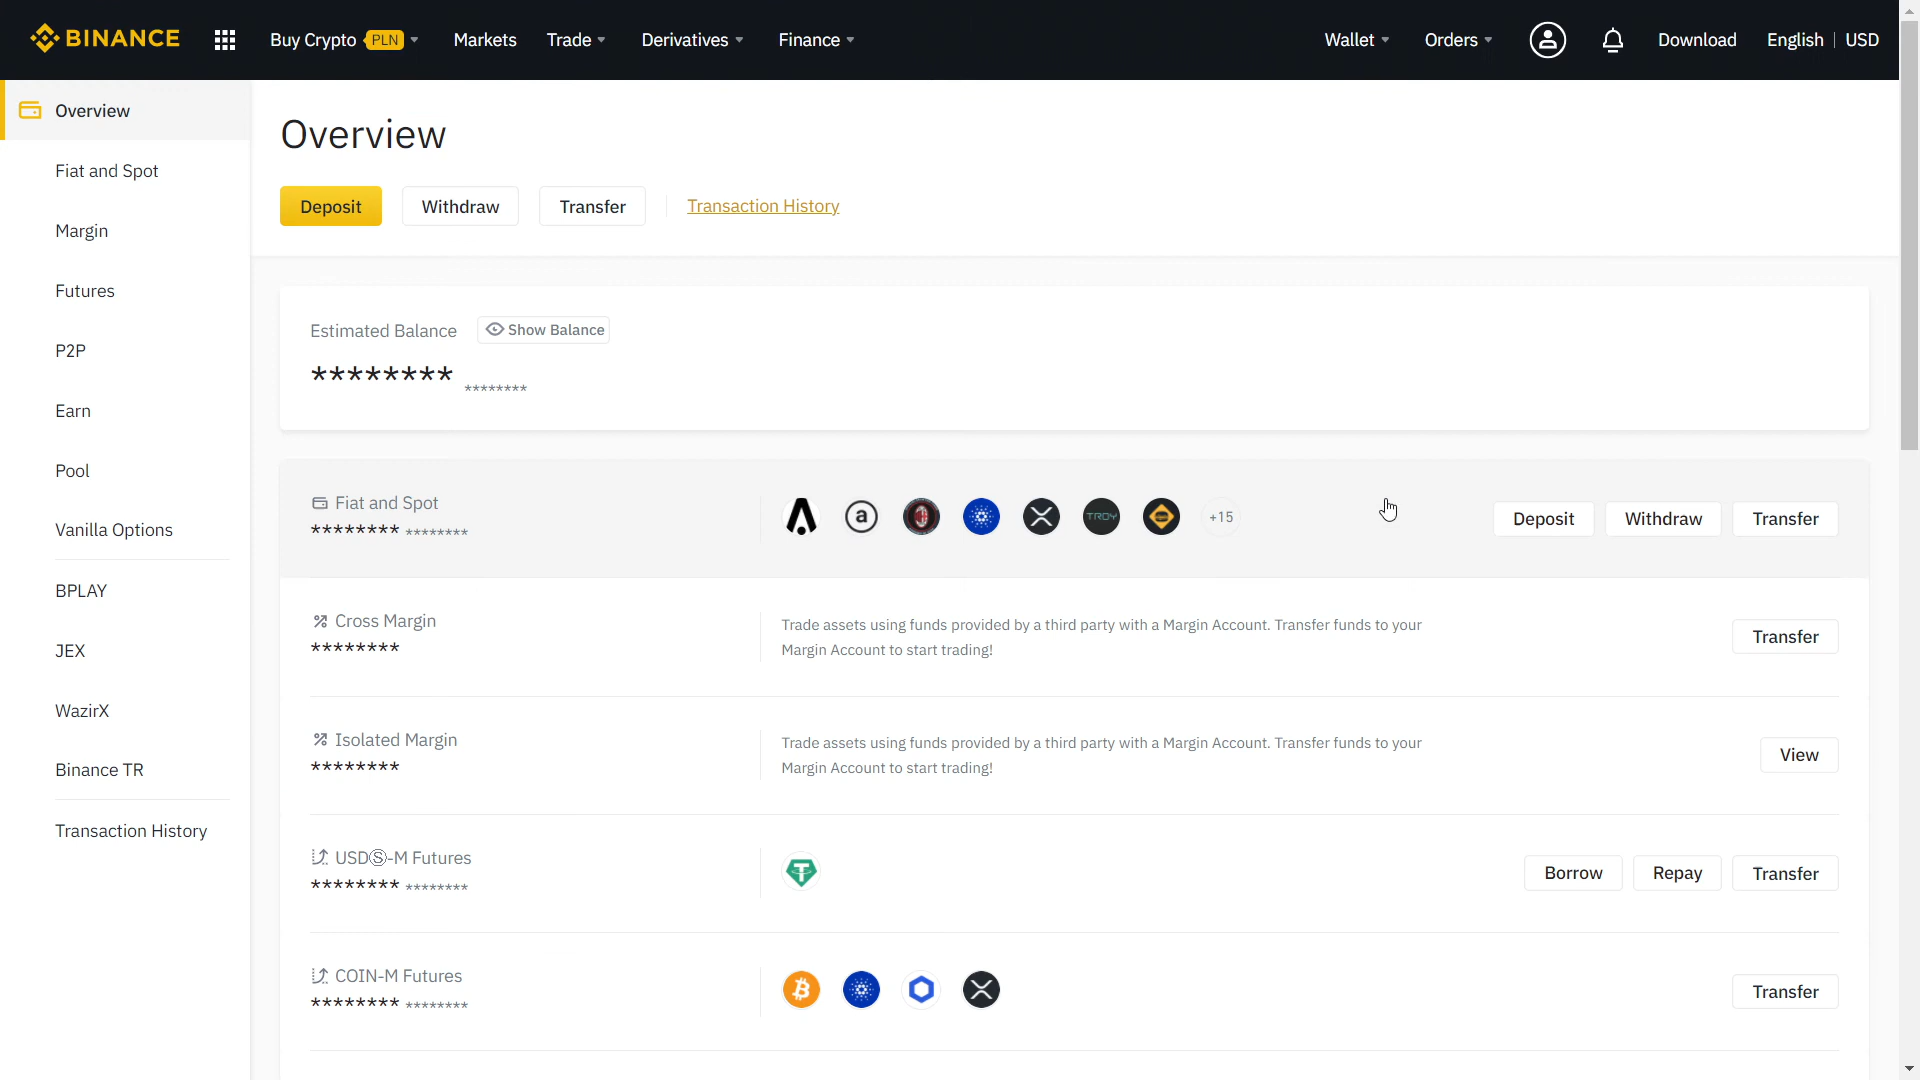 BINANCE
Buy Crypto PLN
Markets
Trade
Derivatives
Finance
Wallet
Orders
Download
English | USD
Overview
Fiat and Spot
Margin
Futures
P2P
Earn
Pool
Vanilla Options
BPLAY
JEX
WazirX
Binance TR
Transaction History
Overview
Deposit
Withdraw
Transfer
Transaction History
Estimated Balance
Show Balance
******** ********
Fiat and Spot
******** ********
a
TROY
+15
Deposit
Withdraw
Transfer
Cross Margin
********
Trade assets using funds provided by a third party with a Margin Account. Transfer funds to your
Margin Account to start trading!
Transfer
Isolated Margin
********
Trade assets using funds provided by a third party with a Margin Account. Transfer funds to your
Margin Account to start trading!
View
USDⓈ-M Futures
******** ********
Borrow
Repay
Transfer
COIN-M Futures
******** ********
Transfer